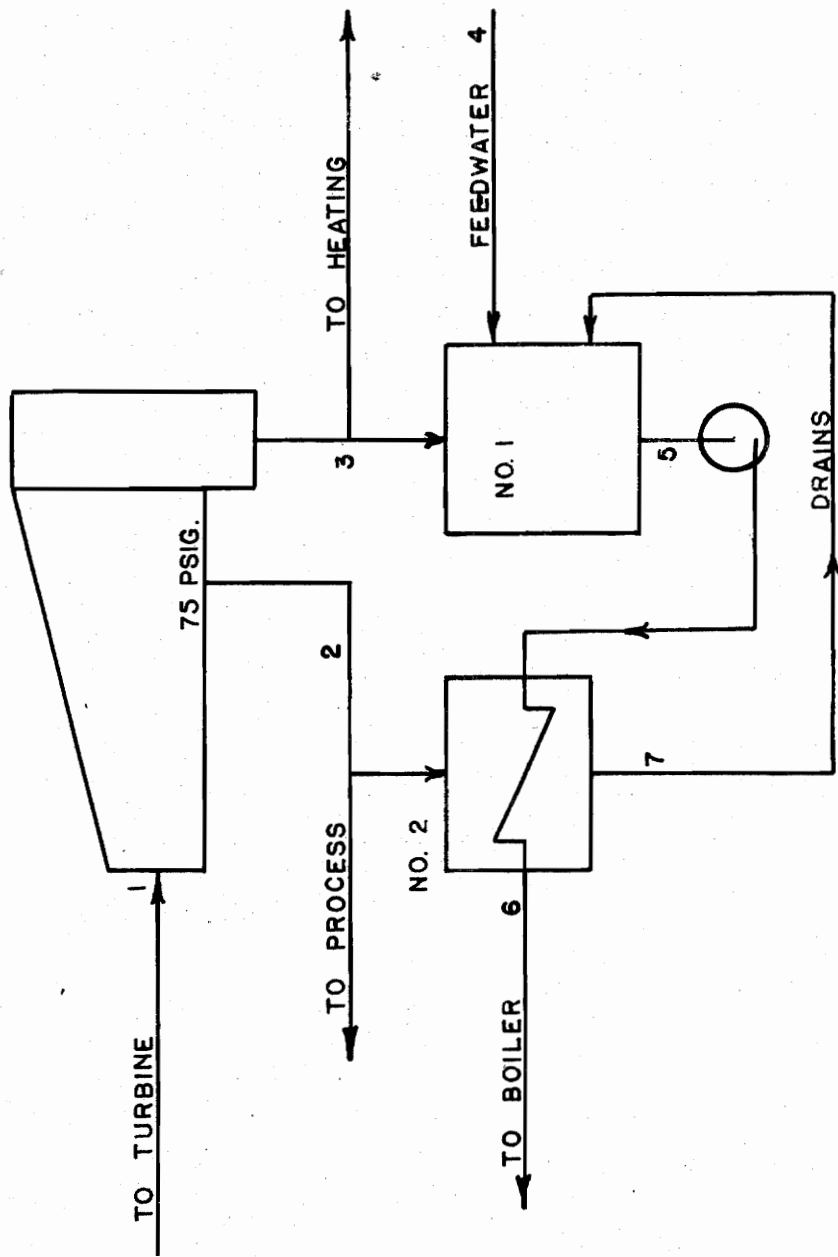 TO TURBINE
1
75 PSIG.
2
3
TO PROCESS
TO HEATING
NO. 2
NO. 1
FEEDWATER 4
TO BOILER
6
7
5
DRAINS